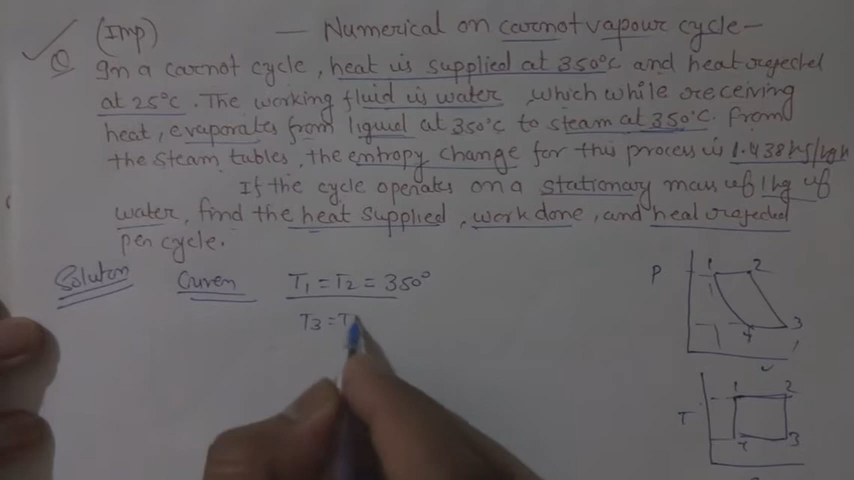 (Imp) — Numerical on carnot vapour cycle —
Q In a carnot cycle, heat is supplied at 350°c and heat rejected
at 25°c. The working fluid is water, which while receiving
heat, evaporates from liquid at 350°c to steam at 350°C. From
the steam tables, the entropy change for this process is 1.438 kJ/kgK
If the cycle operates on a stationary mass of 1kg of
water, find the heat supplied, work done, and heat rejected
per cycle.
Solution Given T1 = T2 = 350°
T3 = T
P 1 2
4 3
v
T 1 2
4 3